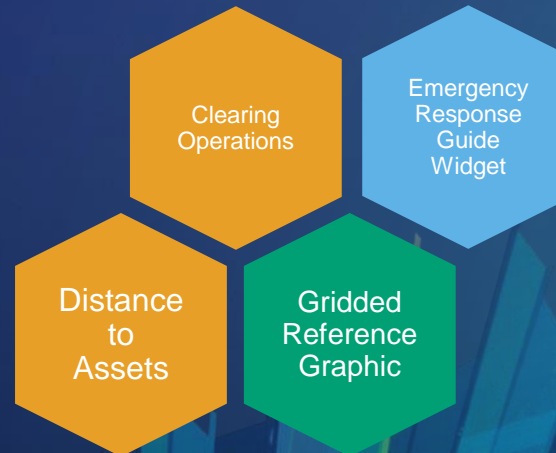 Clearing
Operations
Emergency
Response
Guide
Widget
Distance
to
Assets
Gridded
Reference
Graphic